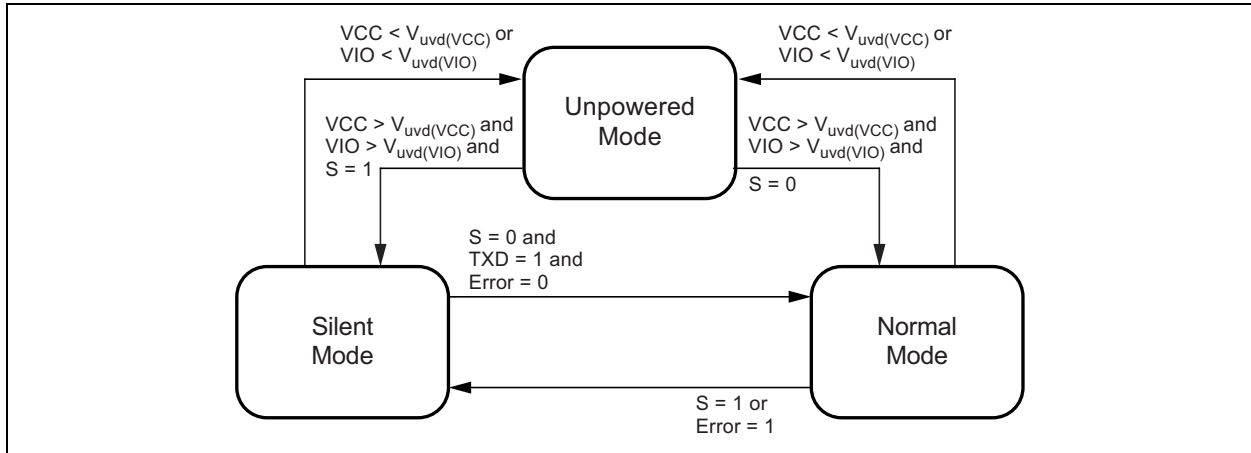 VCC < Vuvd(VCC) or
VIO < Vuvd(VIO)
VCC < Vuvd(VCC) or
VIO < Vuvd(VIO)
Unpowered
Mode
VCC > Vuvd(VCC) and
VIO > Vuvd(VIO) and
S = 1
VCC > Vuvd(VCC) and
VIO > Vuvd(VIO) and
S = 0
S = 0 and
TXD = 1 and
Error = 0
Silent
Mode
Normal
Mode
S = 1 or
Error = 1